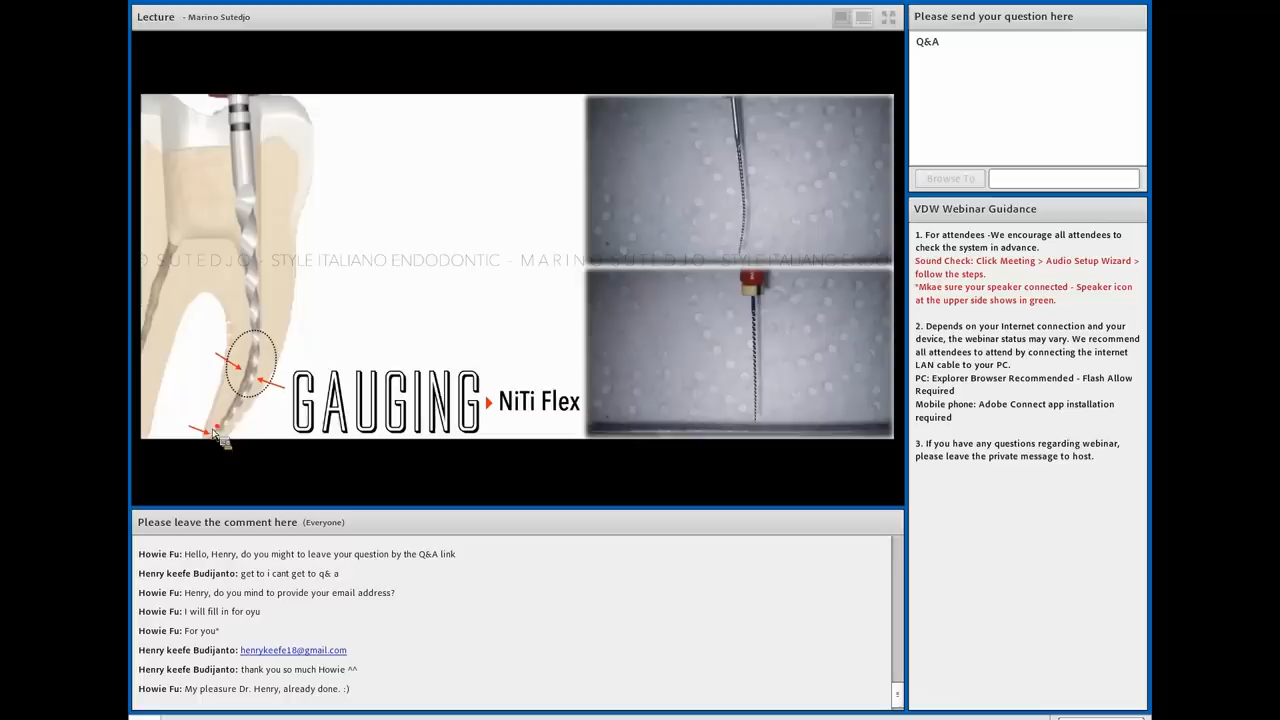 Lecture - Marino Sutedjo
O SUTEDJO - STYLE ITALIANO ENDODONTIC - MARINO SUTEDJO - STYLE ITALIANO
GAUGING NiTi Flex
Please leave the comment here (Everyone)
Howie Fu: Hello, Henry, do you might to leave your question by the Q&A link
Henry keefe Budijanto: get to i cant get to q& a
Howie Fu: Henry, do you mind to provide your email address?
Howie Fu: I will fill in for oyu
Howie Fu: For you*
Henry keefe Budijanto: henrykeefe18@gmail.com
Henry keefe Budijanto: thank you so much Howie ^^
Howie Fu: My pleasure Dr. Henry, already done. :)
Please send your question here
Q&A
Browse To
VDW Webinar Guidance
1. For attendees -We encourage all attendees to
check the system in advance.
Sound Check: Click Meeting > Audio Setup Wizard >
follow the steps.
*Mkae sure your speaker connected - Speaker icon
at the upper side shows in green.
2. Depends on your Internet connection and your
device, the webinar status may vary. We recommend
all attendees to attend by connecting the internet
LAN cable to your PC.
PC: Explorer Browser Recommended - Flash Allow
Required
Mobile phone: Adobe Connect app installation
required
3. If you have any questions regarding webinar,
please leave the private message to host.